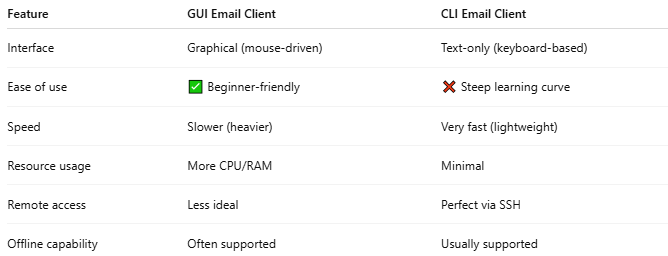 Feature GUI Email Client CLI Email Client
Interface Graphical (mouse-driven) Text-only (keyboard-based)
Ease of use ✅ Beginner-friendly ❌ Steep learning curve
Speed Slower (heavier) Very fast (lightweight)
Resource usage More CPU/RAM Minimal
Remote access Less ideal Perfect via SSH
Offline capability Often supported Usually supported